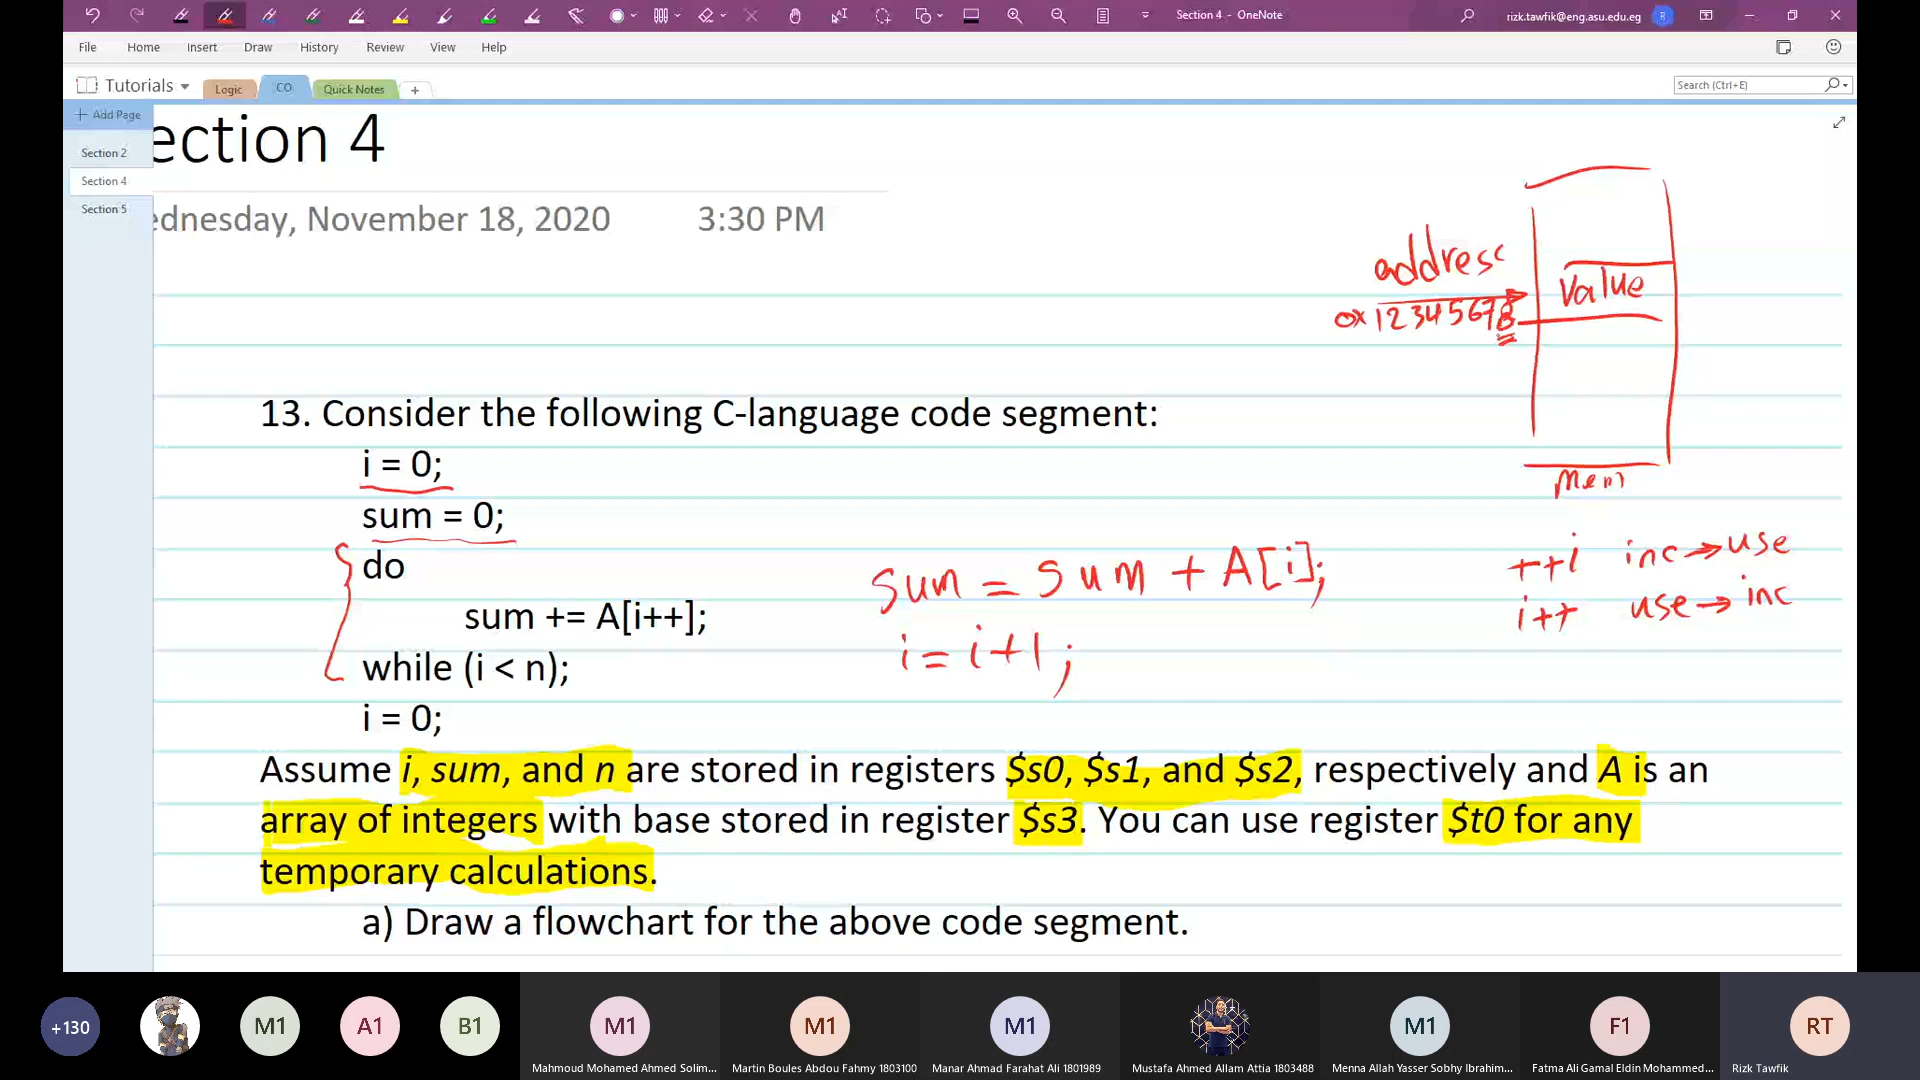 Section 4 - OneNote
rizk.tawfik@eng.asu.edu.eg
R
File Home Insert Draw History Review View Help
Tutorials Logic CO Quick Notes +
Search (Ctrl+E)
+ Add Page
Section 2
Section 4
Section 5
ection 4
ednesday, November 18, 2020 3:30 PM
address
0x12345678
Value
Mem
13. Consider the following C-language code segment:
i = 0;
sum = 0;
do
sum += A[i++];
while (i < n);
i = 0;
sum = sum + A[i];
i = i+1;
++i inc → use
i++ use → inc
Assume i, sum, and n are stored in registers $s0, $s1, and $s2, respectively and A is an
array of integers with base stored in register $s3. You can use register $t0 for any
temporary calculations.
a) Draw a flowchart for the above code segment.
+130 M1 A1 B1 M1 M1 M1 M1 F1 RT
Mahmoud Mohamed Ahmed Solim...
Martin Boules Abdou Fahmy 1803100
Manar Ahmad Farahat Ali 1801989
Mustafa Ahmed Allam Attia 1803488
Menna Allah Yasser Sobhy Ibrahim...
Fatma Ali Gamal Eldin Mohammed...
Rizk Tawfik